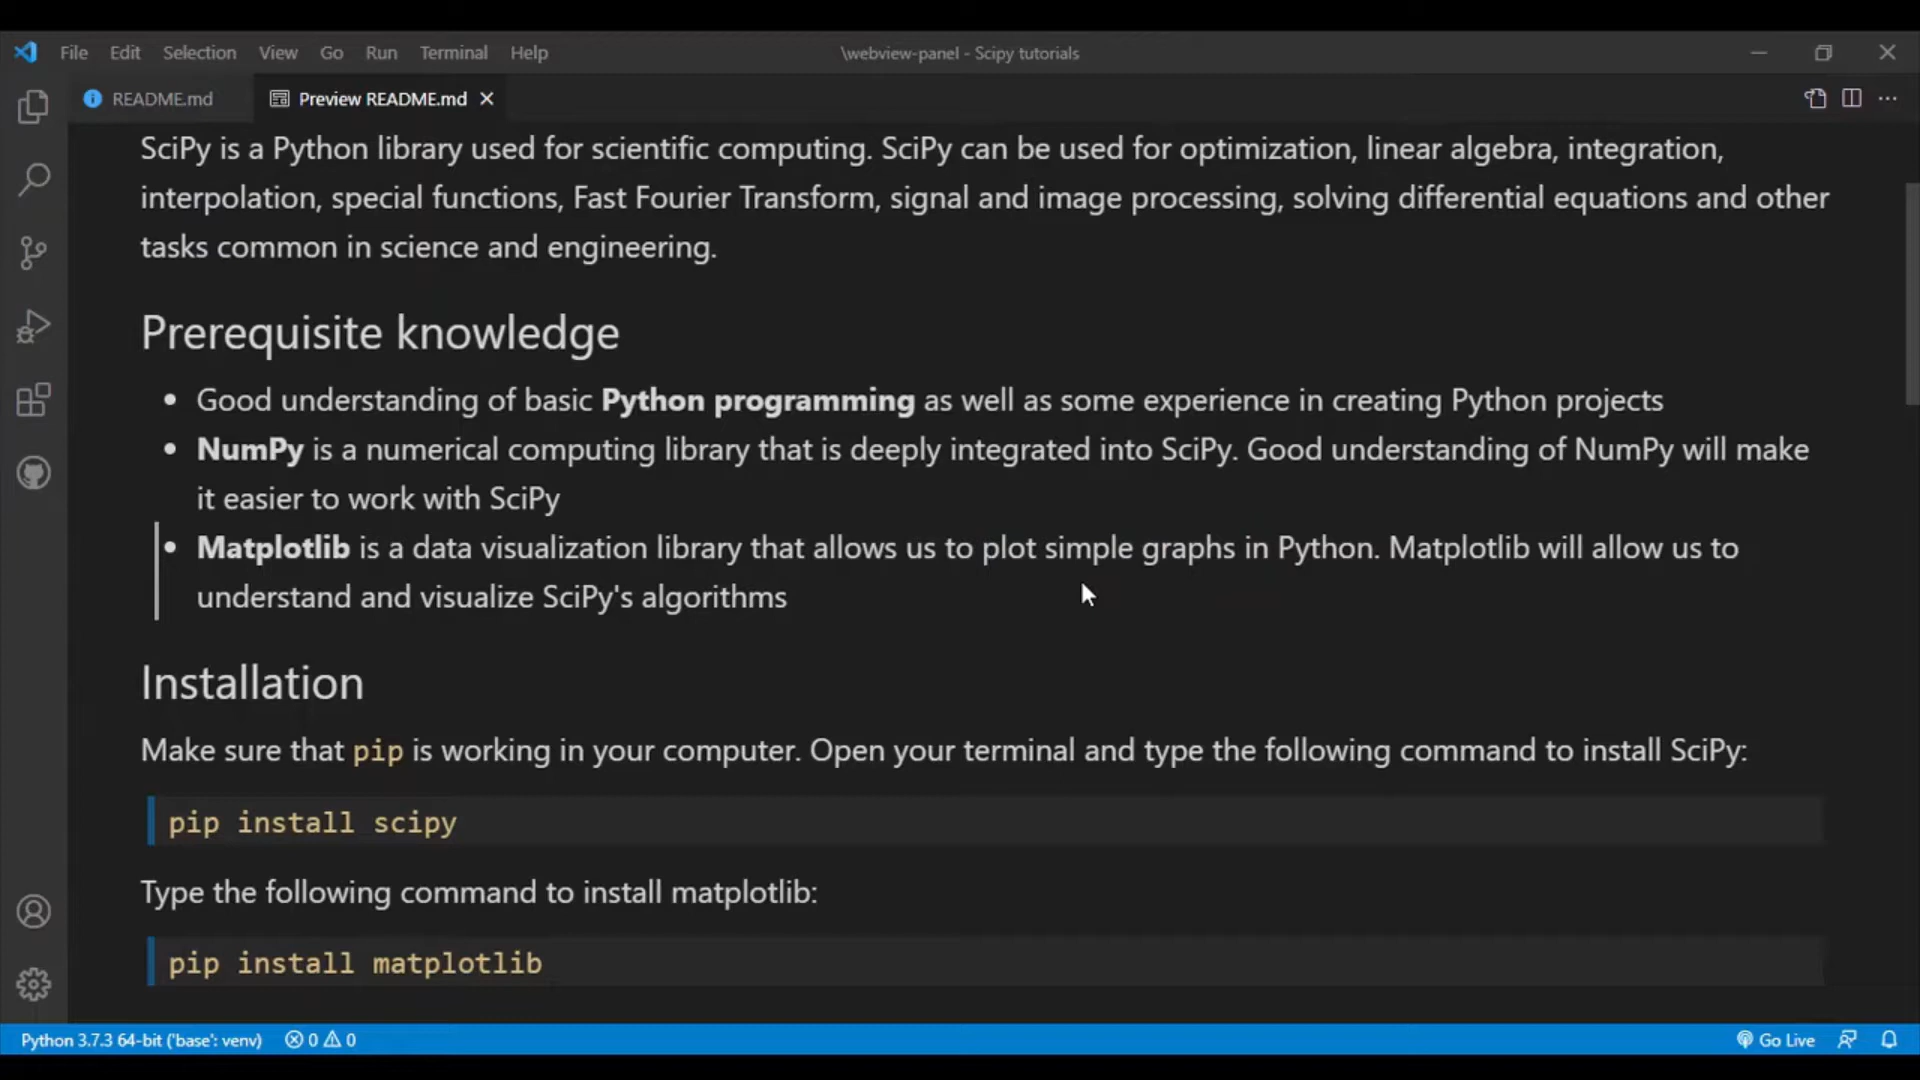 File Edit Selection View Go Run Terminal Help \webview-panel - Scipy tutorials
README.md Preview README.md
SciPy is a Python library used for scientific computing. SciPy can be used for optimization, linear algebra, integration,
interpolation, special functions, Fast Fourier Transform, signal and image processing, solving differential equations and other
tasks common in science and engineering.
Prerequisite knowledge
• Good understanding of basic Python programming as well as some experience in creating Python projects
• NumPy is a numerical computing library that is deeply integrated into SciPy. Good understanding of NumPy will make
it easier to work with SciPy
• Matplotlib is a data visualization library that allows us to plot simple graphs in Python. Matplotlib will allow us to
understand and visualize SciPy's algorithms
Installation
Make sure that pip is working in your computer. Open your terminal and type the following command to install SciPy:
pip install scipy
Type the following command to install matplotlib:
pip install matplotlib
Python 3.7.3 64-bit ('base': venv) 0 0 Go Live